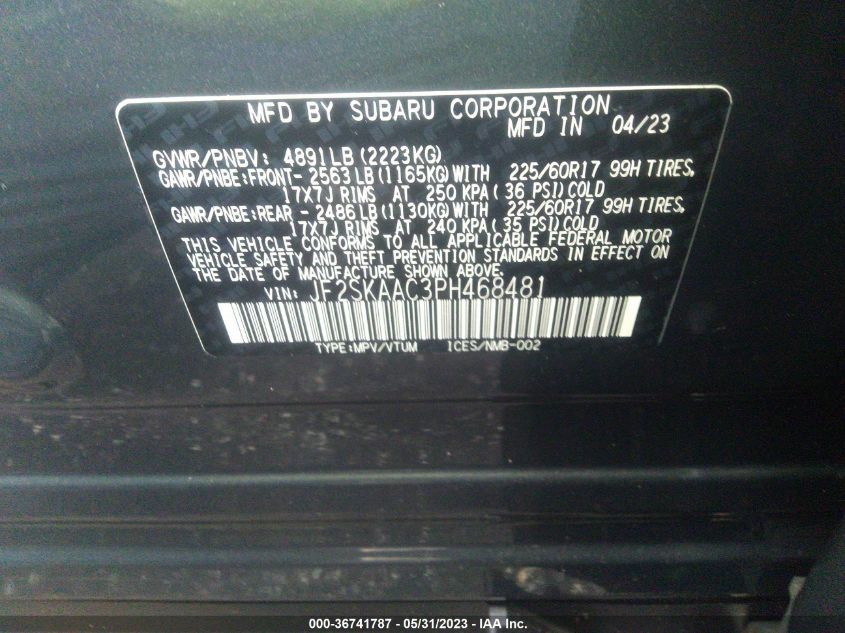 MFD BY SUBARU CORPORATION
MFD IN 04/23
GVWR/PNBV: 4891LB(2223KG)
GAWR/PNBE:FRONT- 2563LB(1165KG)WITH 225/60R17 99H TIRES,
17X7J RIMS AT 250 KPA( 36 PSI)COLD
GAWR/PNBE:REAR - 2486LB(1130KG)WITH 225/60R17 99H TIRES,
17X7J RIMS AT 240 KPA( 35 PSI)COLD
THIS VEHICLE CONFORMS TO ALL APPLICABLE FEDERAL MOTOR
VEHICLE SAFETY AND THEFT PREVENTION STANDARDS IN EFFECT ON
THE DATE OF MANUFACTURE SHOWN ABOVE.
VIN: JF2SKAAC3PH468481
TYPE:MPV/VTUM ICES/NMB-002
000-36741787 - 05/31/2023 - IAA Inc.